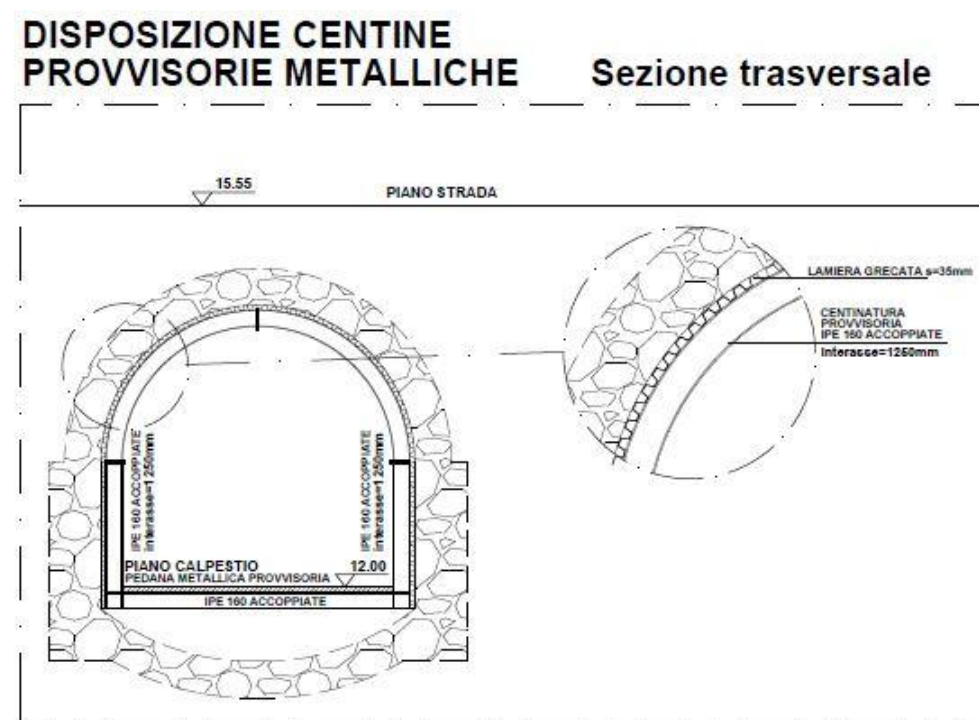 DISPOSIZIONE CENTINE
PROVVISORIE METALLICHE
Sezione trasversale
15.55
PIANO STRADA
LAMIERA GRECATA s=35mm
CENTINATURA
PROVVISORIA
IPE 160 ACCOPPIATE
Interasse=1250mm
IPE 160 ACCOPPIATE
interasse=1250mm
IPE 160 ACCOPPIATE
interasse=1250mm
PIANO CALPESTIO
12.00
PEDANA METALLICA PROVVISORIA
IPE 160 ACCOPPIATE